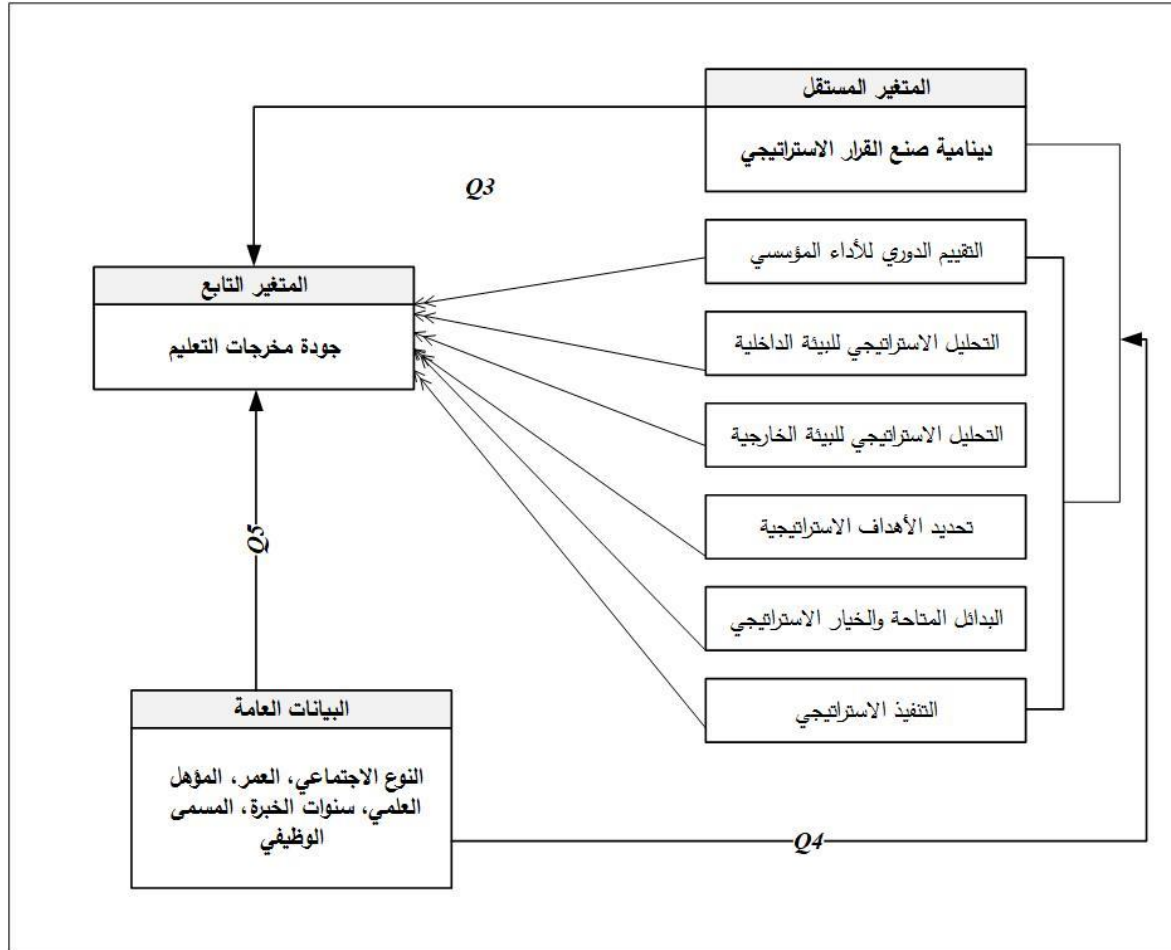 المتغير المستقل
دينامية صنع القرار الاستراتيجي
Q3
التقييم الدوري للأداء المؤسسي
المتغير التابع
جودة مخرجات التعليم
التحليل الاستراتيجي للبيئة الداخلية
التحليل الاستراتيجي للبيئة الخارجية
تحديد الأهداف الاستراتيجية
Q5
البدائل المتاحة والخيار الاستراتيجي
التنفيذ الاستراتيجي
البيانات العامة
النوع الاجتماعي، العمر، المؤهل
العلمي، سنوات الخبرة، المسمى
الوظيفي
Q4